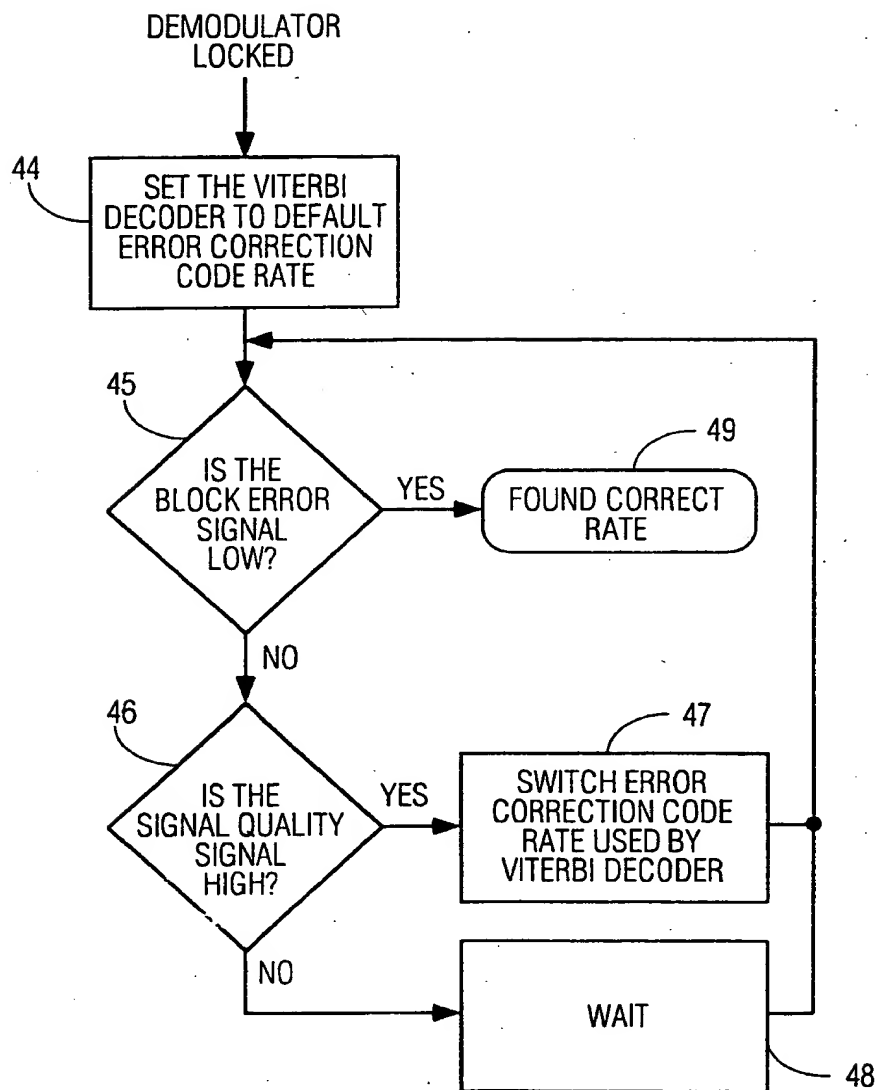 DEMODULATOR
LOCKED
44
SET THE VITERBI
DECODER TO DEFAULT
ERROR CORRECTION
CODE RATE
45
IS THE
BLOCK ERROR
SIGNAL
LOW?
YES
49
FOUND CORRECT
RATE
NO
46
IS THE
SIGNAL QUALITY
SIGNAL
HIGH?
YES
47
SWITCH ERROR
CORRECTION CODE
RATE USED BY
VITERBI DECODER
NO
WAIT
48